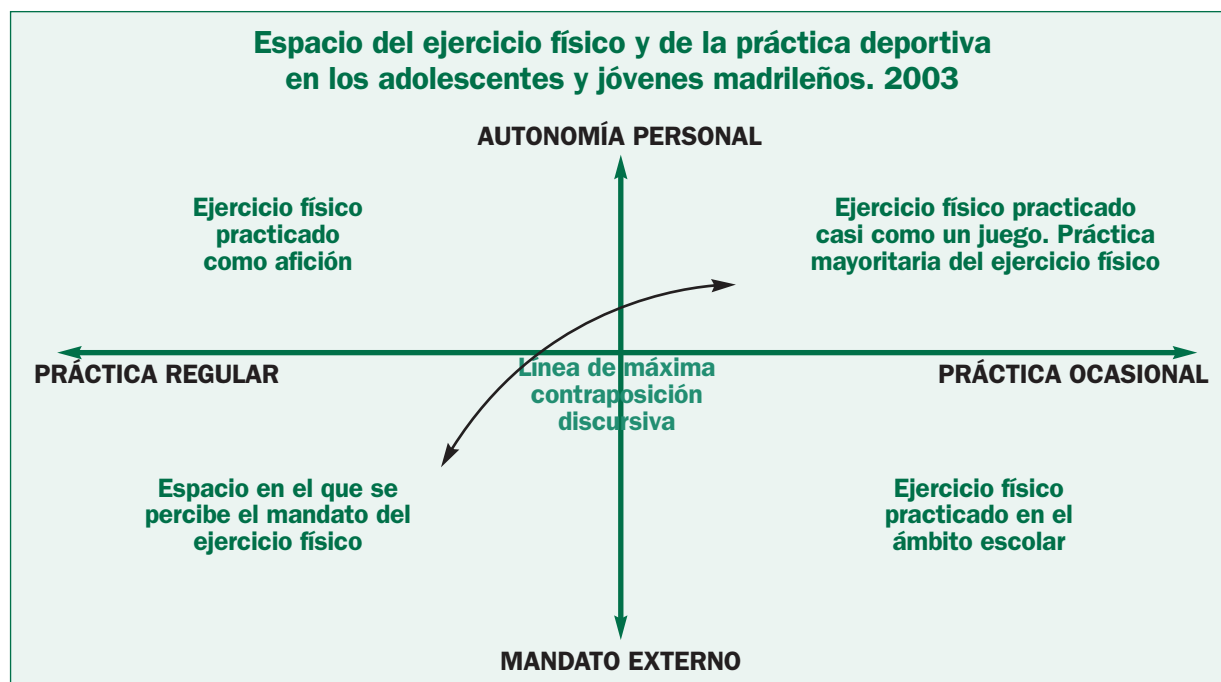 Espacio del ejercicio físico y de la práctica deportiva
en los adolescentes y jóvenes madrileños. 2003
AUTONOMÍA PERSONAL
Ejercicio físico
practicado
como afición
Ejercicio físico practicado
casi como un juego. Práctica
mayoritaria del ejercicio físico
PRÁCTICA REGULAR
Línea de máxima
contraposición
discursiva
PRÁCTICA OCASIONAL
Espacio en el que se
percibe el mandato del
ejercicio físico
Ejercicio físico
practicado en el
ámbito escolar
MANDATO EXTERNO